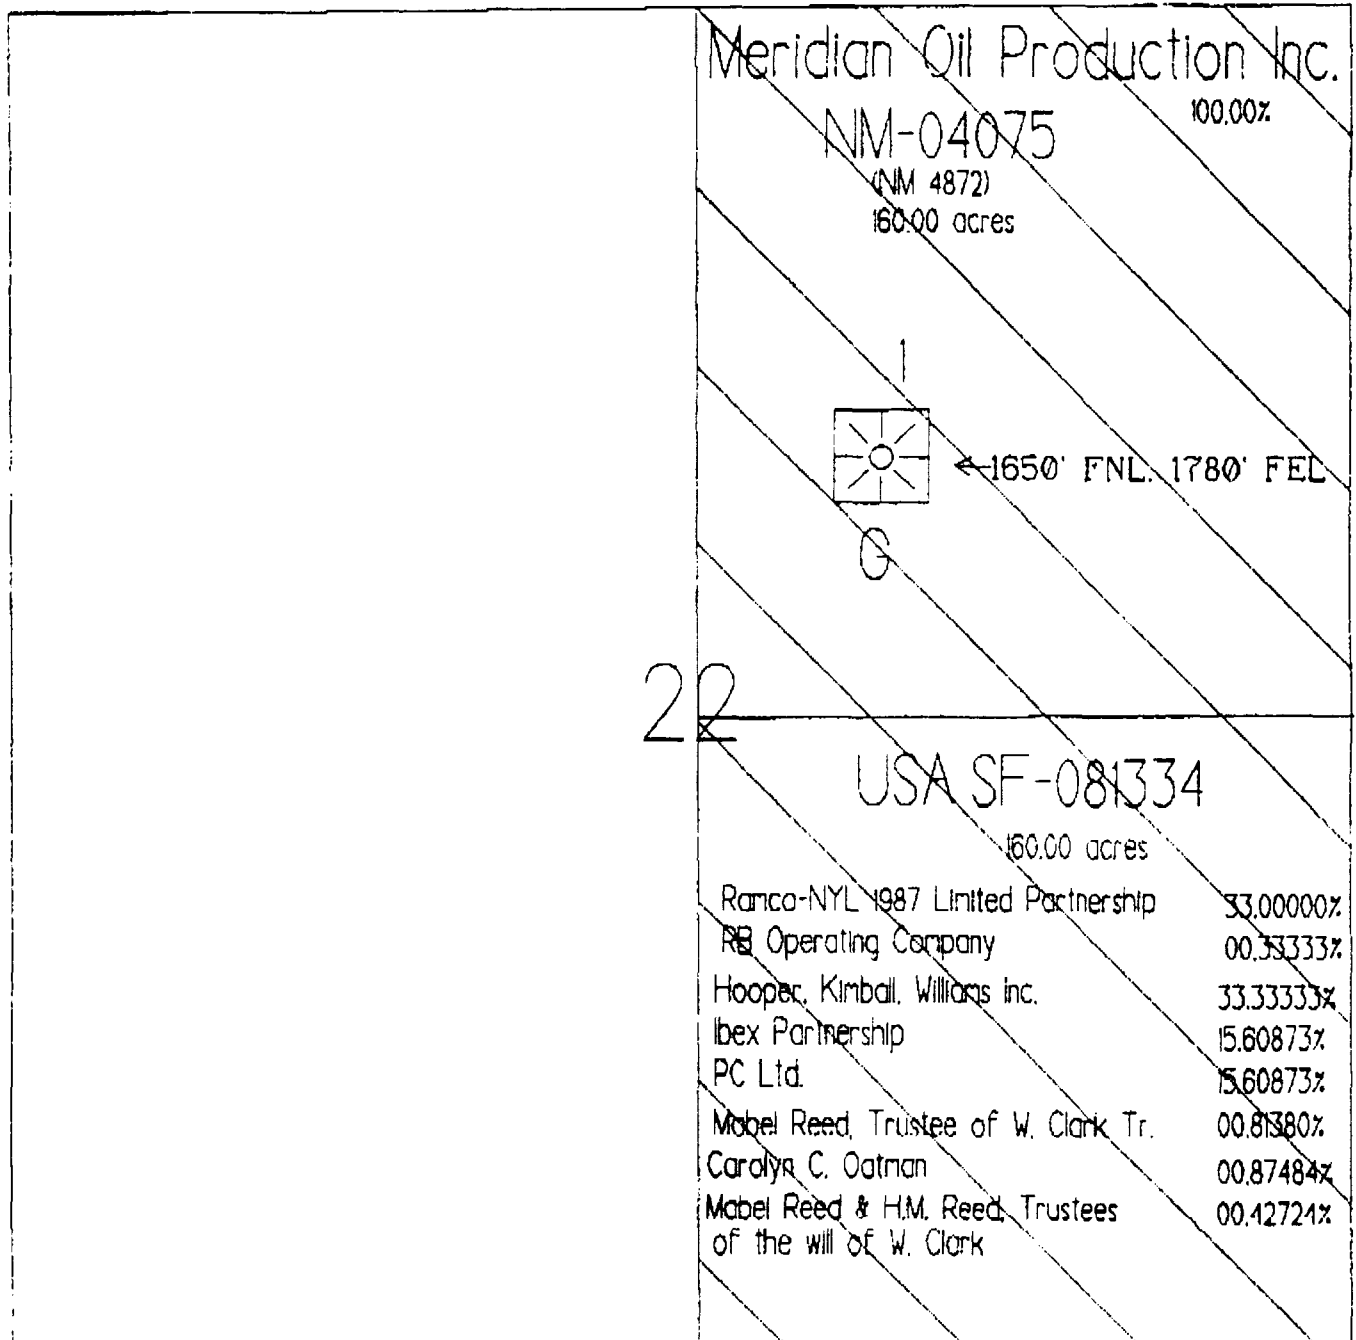 Meridian Oil Production Inc.
100.00%
NM-04075
(NM 4872)
160.00 acres
1
1650' FNL. 1780' FEL
G
22
USA SF-081334
160.00 acres
Ramco-NYL 1987 Limited Partnership 33.00000%
RB Operating Company 00.33333%
Hooper, Kimball, Williams inc. 33.33333%
Ibex Partnership 15.60873%
PC Ltd. 15.60873%
Mabel Reed, Trustee of W. Clark Tr. 00.81380%
Carolyn C. Oatman 00.87484%
Mabel Reed & H.M. Reed, Trustees 00.42724%
of the will of W. Clark